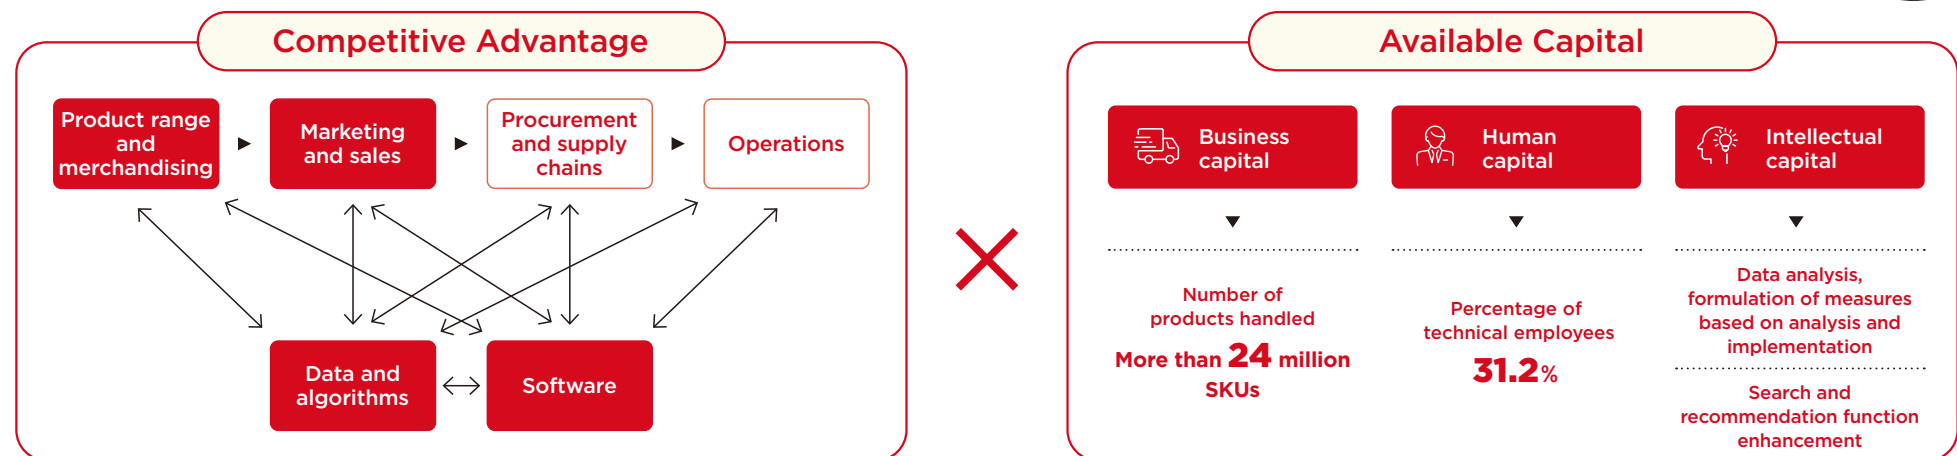 Competitive Advantage
Product range
and
merchandising
Marketing
and sales
Procurement
and supply
chains
Operations
Data and
algorithms
Software
Available Capital
Business
capital
Number of
products handled
More than 24 million
SKUs
Human
capital
Percentage of
technical employees
31.2%
Intellectual
capital
Data analysis,
formulation of measures
based on analysis and
implementation
Search and
recommendation function
enhancement